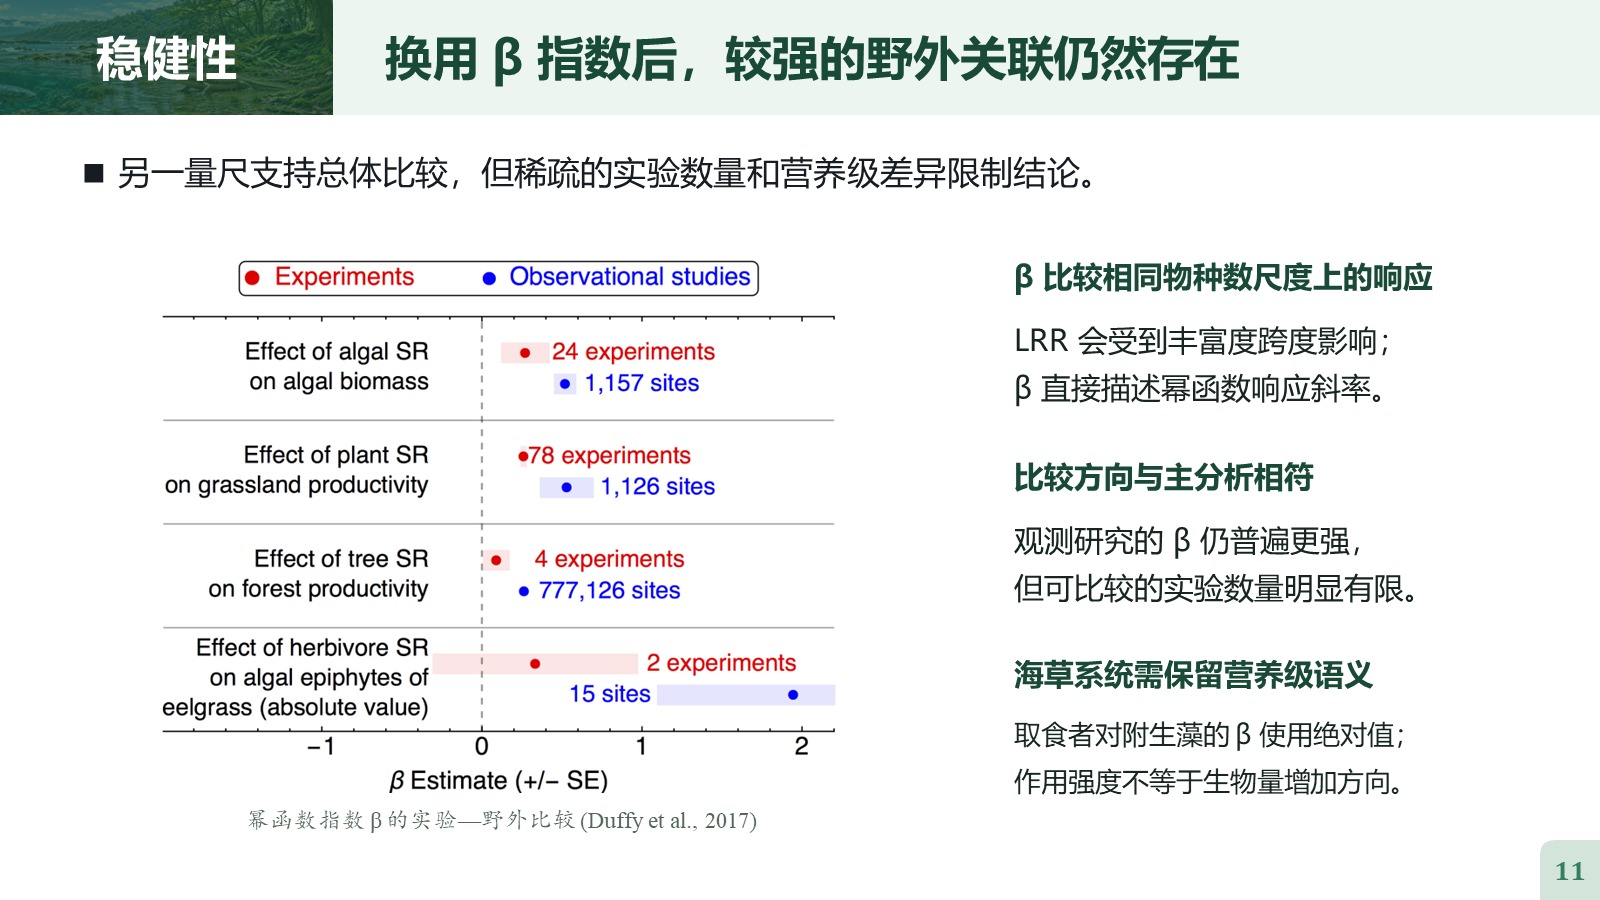 稳健性
换用 β 指数后，较强的野外关联仍然存在
■ 另一量尺支持总体比较，但稀疏的实验数量和营养级差异限制结论。
Experiments
Observational studies
Effect of algal SR
on algal biomass
24 experiments
1,157 sites
Effect of plant SR
on grassland productivity
78 experiments
1,126 sites
Effect of tree SR
on forest productivity
4 experiments
777,126 sites
Effect of herbivore SR
on algal epiphytes of
eelgrass (absolute value)
2 experiments
15 sites
−1 0 1 2
β Estimate (+/− SE)
幂函数指数 β 的实验—野外比较 (Duffy et al., 2017)
β 比较相同物种数尺度上的响应
LRR 会受到丰富度跨度影响；
β 直接描述幂函数响应斜率。
比较方向与主分析相符
观测研究的 β 仍普遍更强，
但可比较的实验数量明显有限。
海草系统需保留营养级语义
取食者对附生藻的 β 使用绝对值；
作用强度不等于生物量增加方向。
11